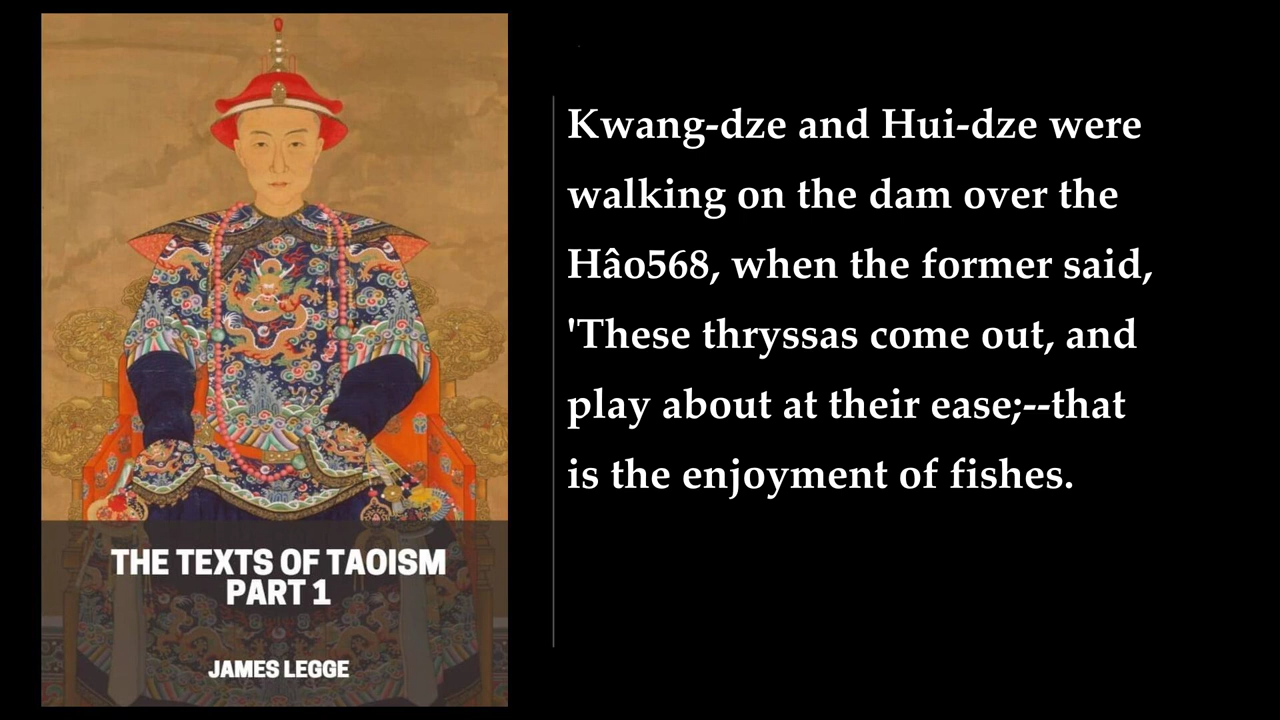 THE TEXTS OF TAOISM
PART 1
JAMES LEGGE
Kwang-dze and Hui-dze were
walking on the dam over the
Hâo568, when the former said,
'These thryssas come out, and
play about at their ease;--that
is the enjoyment of fishes.